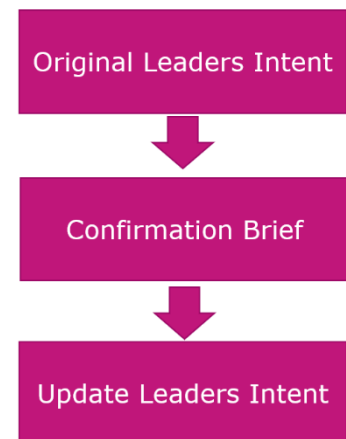 Original Leaders Intent
Confirmation Brief
Update Leaders Intent